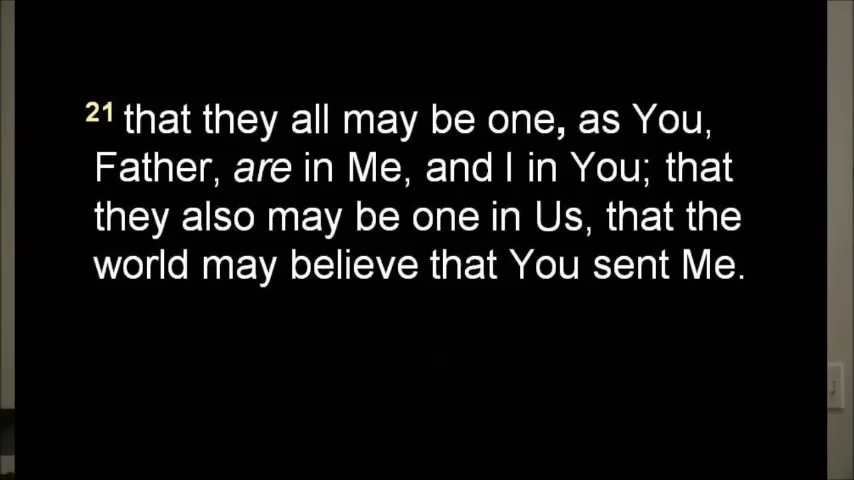 21 that they all may be one, as You,
Father, are in Me, and I in You; that
they also may be one in Us, that the
world may believe that You sent Me.